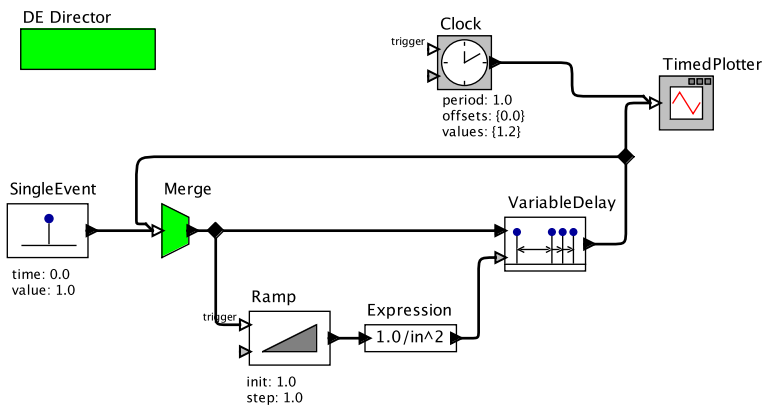 DE Director
Clock
trigger
TimedPlotter
period: 1.0
offsets: {0.0}
values: {1.2}
SingleEvent
Merge
VariableDelay
time: 0.0
value: 1.0
Ramp
trigger
Expression
1.0/in^2
init: 1.0
step: 1.0